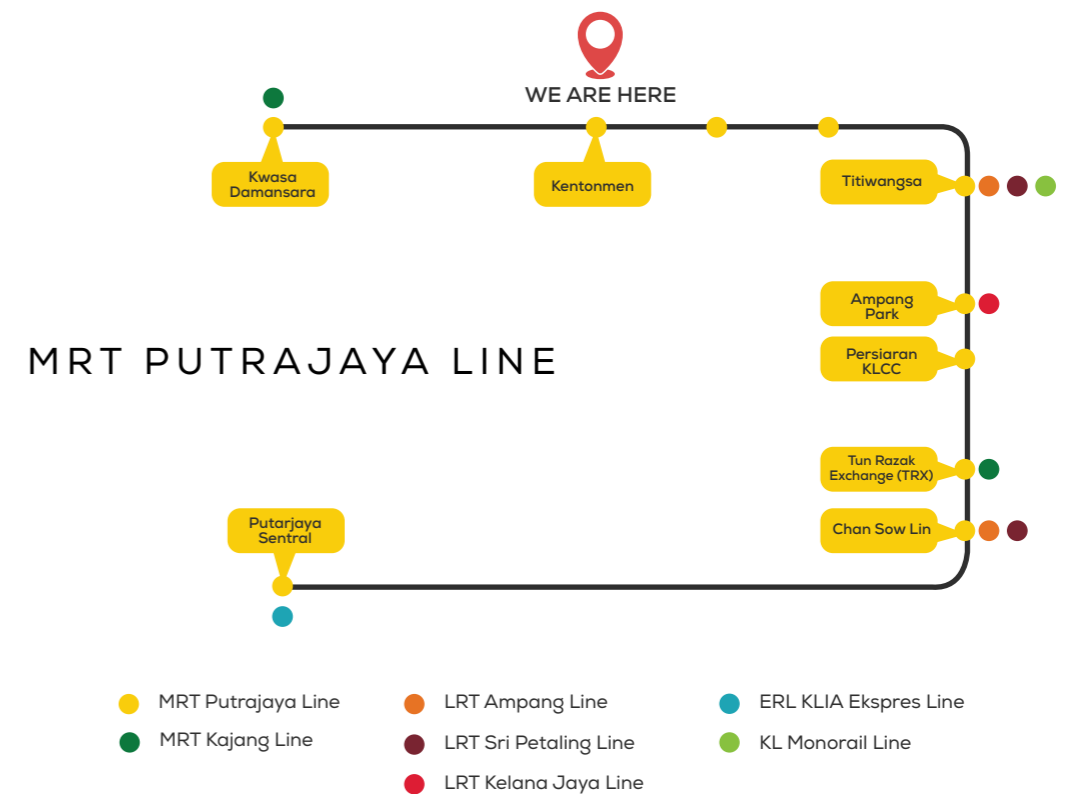 WE ARE HERE
Kwasa
Damansara
Kentonmen
Titiwangsa
Ampang
Park
Persiaran
KLCC
MRT PUTRAJAYA LINE
Tun Razak
Exchange (TRX)
Chan Sow Lin
Putarjaya
Sentral
MRT Putrajaya Line
MRT Kajang Line
LRT Ampang Line
LRT Sri Petaling Line
LRT Kelana Jaya Line
ERL KLIA Ekspres Line
KL Monorail Line